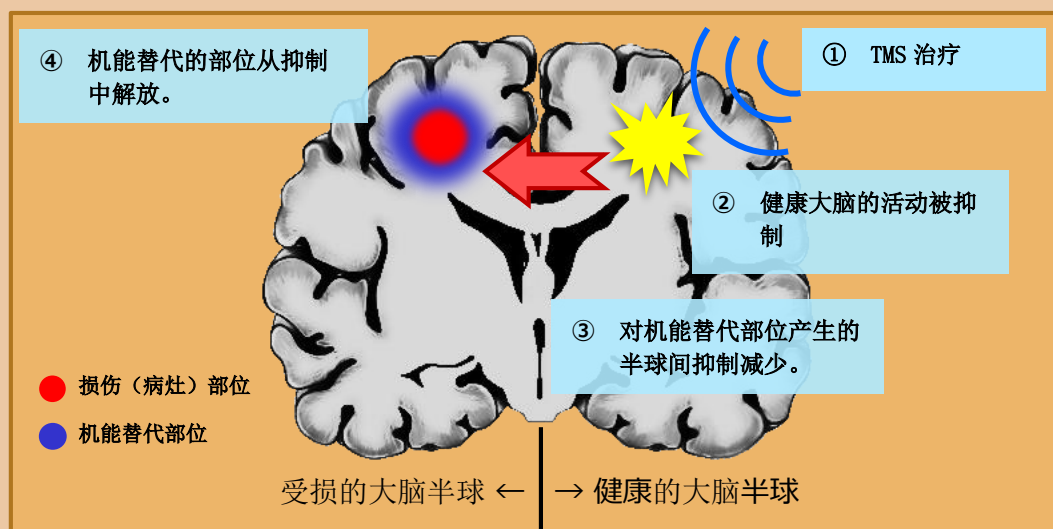 ① TMS 治疗
② 健康大脑的活动被抑
制
③ 对机能替代部位产生的
半球间抑制减少。
④ 机能替代的部位从抑制
中解放。
损伤（病灶）部位
机能替代部位
受损的大脑半球 ← → 健康的大脑半球